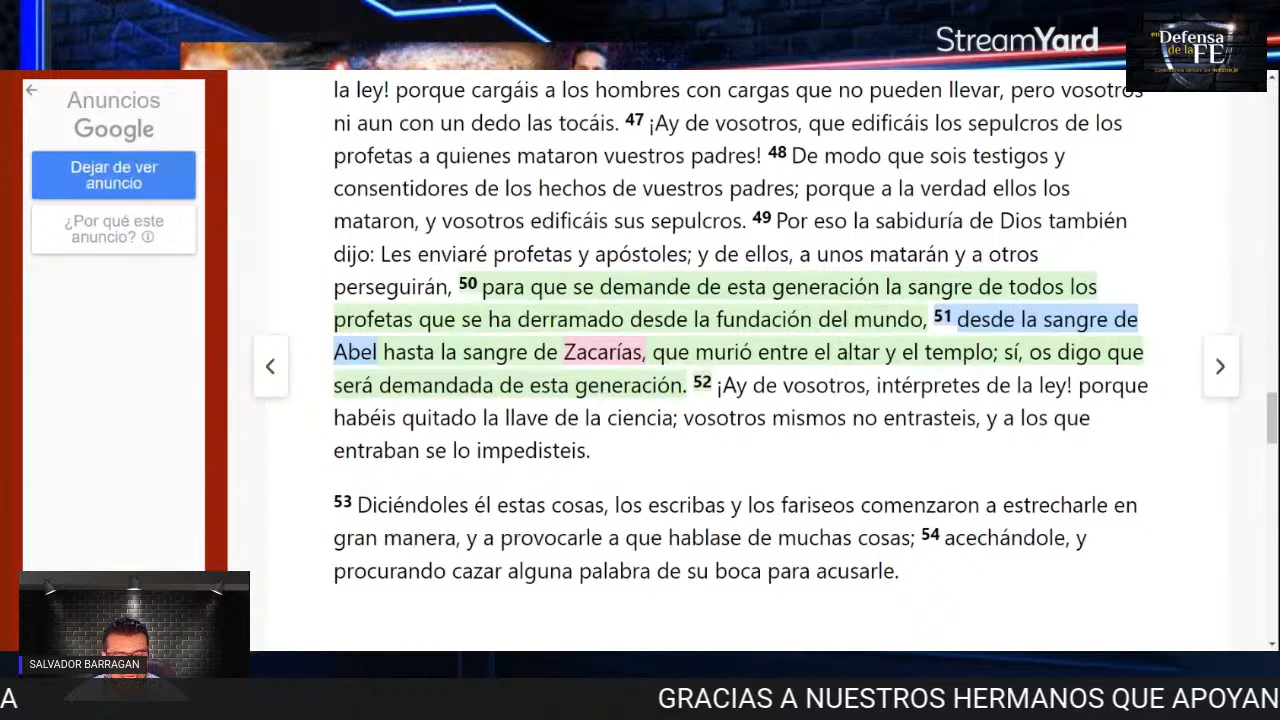 StreamYard
en Defensa
de la FE
Anuncios
Google
Dejar de ver
anuncio
¿Por qué este
anuncio?
la ley! porque cargáis a los hombres con cargas que no pueden llevar, pero vosotros
ni aun con un dedo las tocáis. 47 ¡Ay de vosotros, que edificáis los sepulcros de los
profetas a quienes mataron vuestros padres! 48 De modo que sois testigos y
consentidores de los hechos de vuestros padres; porque a la verdad ellos los
mataron, y vosotros edificáis sus sepulcros. 49 Por eso la sabiduría de Dios también
dijo: Les enviaré profetas y apóstoles; y de ellos, a unos matarán y a otros
perseguirán, 50 para que se demande de esta generación la sangre de todos los
profetas que se ha derramado desde la fundación del mundo, 51 desde la sangre de
Abel hasta la sangre de Zacarías, que murió entre el altar y el templo; sí, os digo que
será demandada de esta generación. 52 ¡Ay de vosotros, intérpretes de la ley! porque
habéis quitado la llave de la ciencia; vosotros mismos no entrasteis, y a los que
entraban se lo impedisteis.
53 Diciéndoles él estas cosas, los escribas y los fariseos comenzaron a estrecharle en
gran manera, y a provocarle a que hablase de muchas cosas; 54 acechándole, y
procurando cazar alguna palabra de su boca para acusarle.
SALVADOR BARRAGAN
A GRACIAS A NUESTROS HERMANOS QUE APOYAN